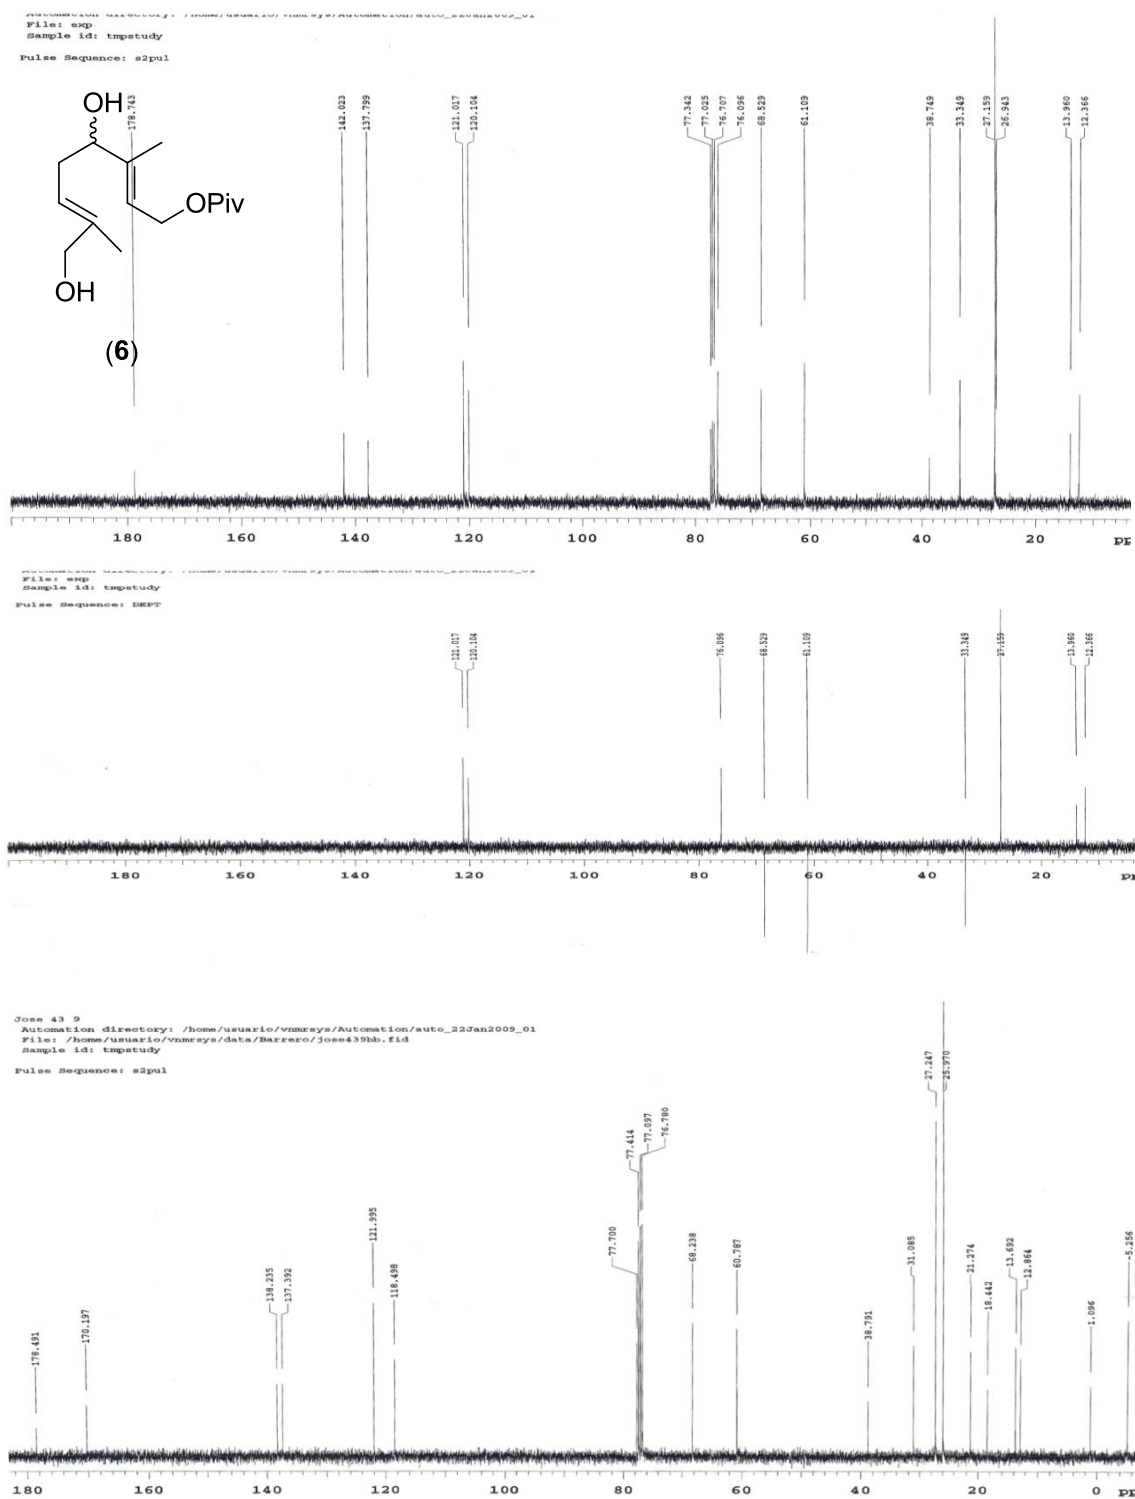 File: exp
Sample id: tmpstudy
Pulse Sequence: s2pul
OH
OPiv
OH
(6)
178.743
142.023
137.799
121.017
120.104
77.342
77.025
76.707
76.096
68.529
61.109
38.749
33.349
27.159
26.943
13.960
12.366
180 160 140 120 100 80 60 40 20 pp
File: exp
Sample id: tmpstudy
Pulse Sequence: DEPT
121.017
120.104
76.096
68.529
61.109
33.349
27.159
13.960
12.366
180 160 140 120 100 80 60 40 20 pp
Jose 43 9
Automation directory: /home/usuario/vnmrsys/Automation/auto_22Jan2009_01
File: /home/usuario/vnmrsys/data/Barrero/jose439bb.fid
Sample id: tmpstudy
Pulse Sequence: s2pul
178.491
170.197
138.235
137.392
121.995
118.498
77.700
77.414
77.097
76.780
68.238
60.787
38.791
31.085
27.247
25.970
21.274
18.442
13.692
12.864
1.096
-5.256
180 160 140 120 100 80 60 40 20 0 pp